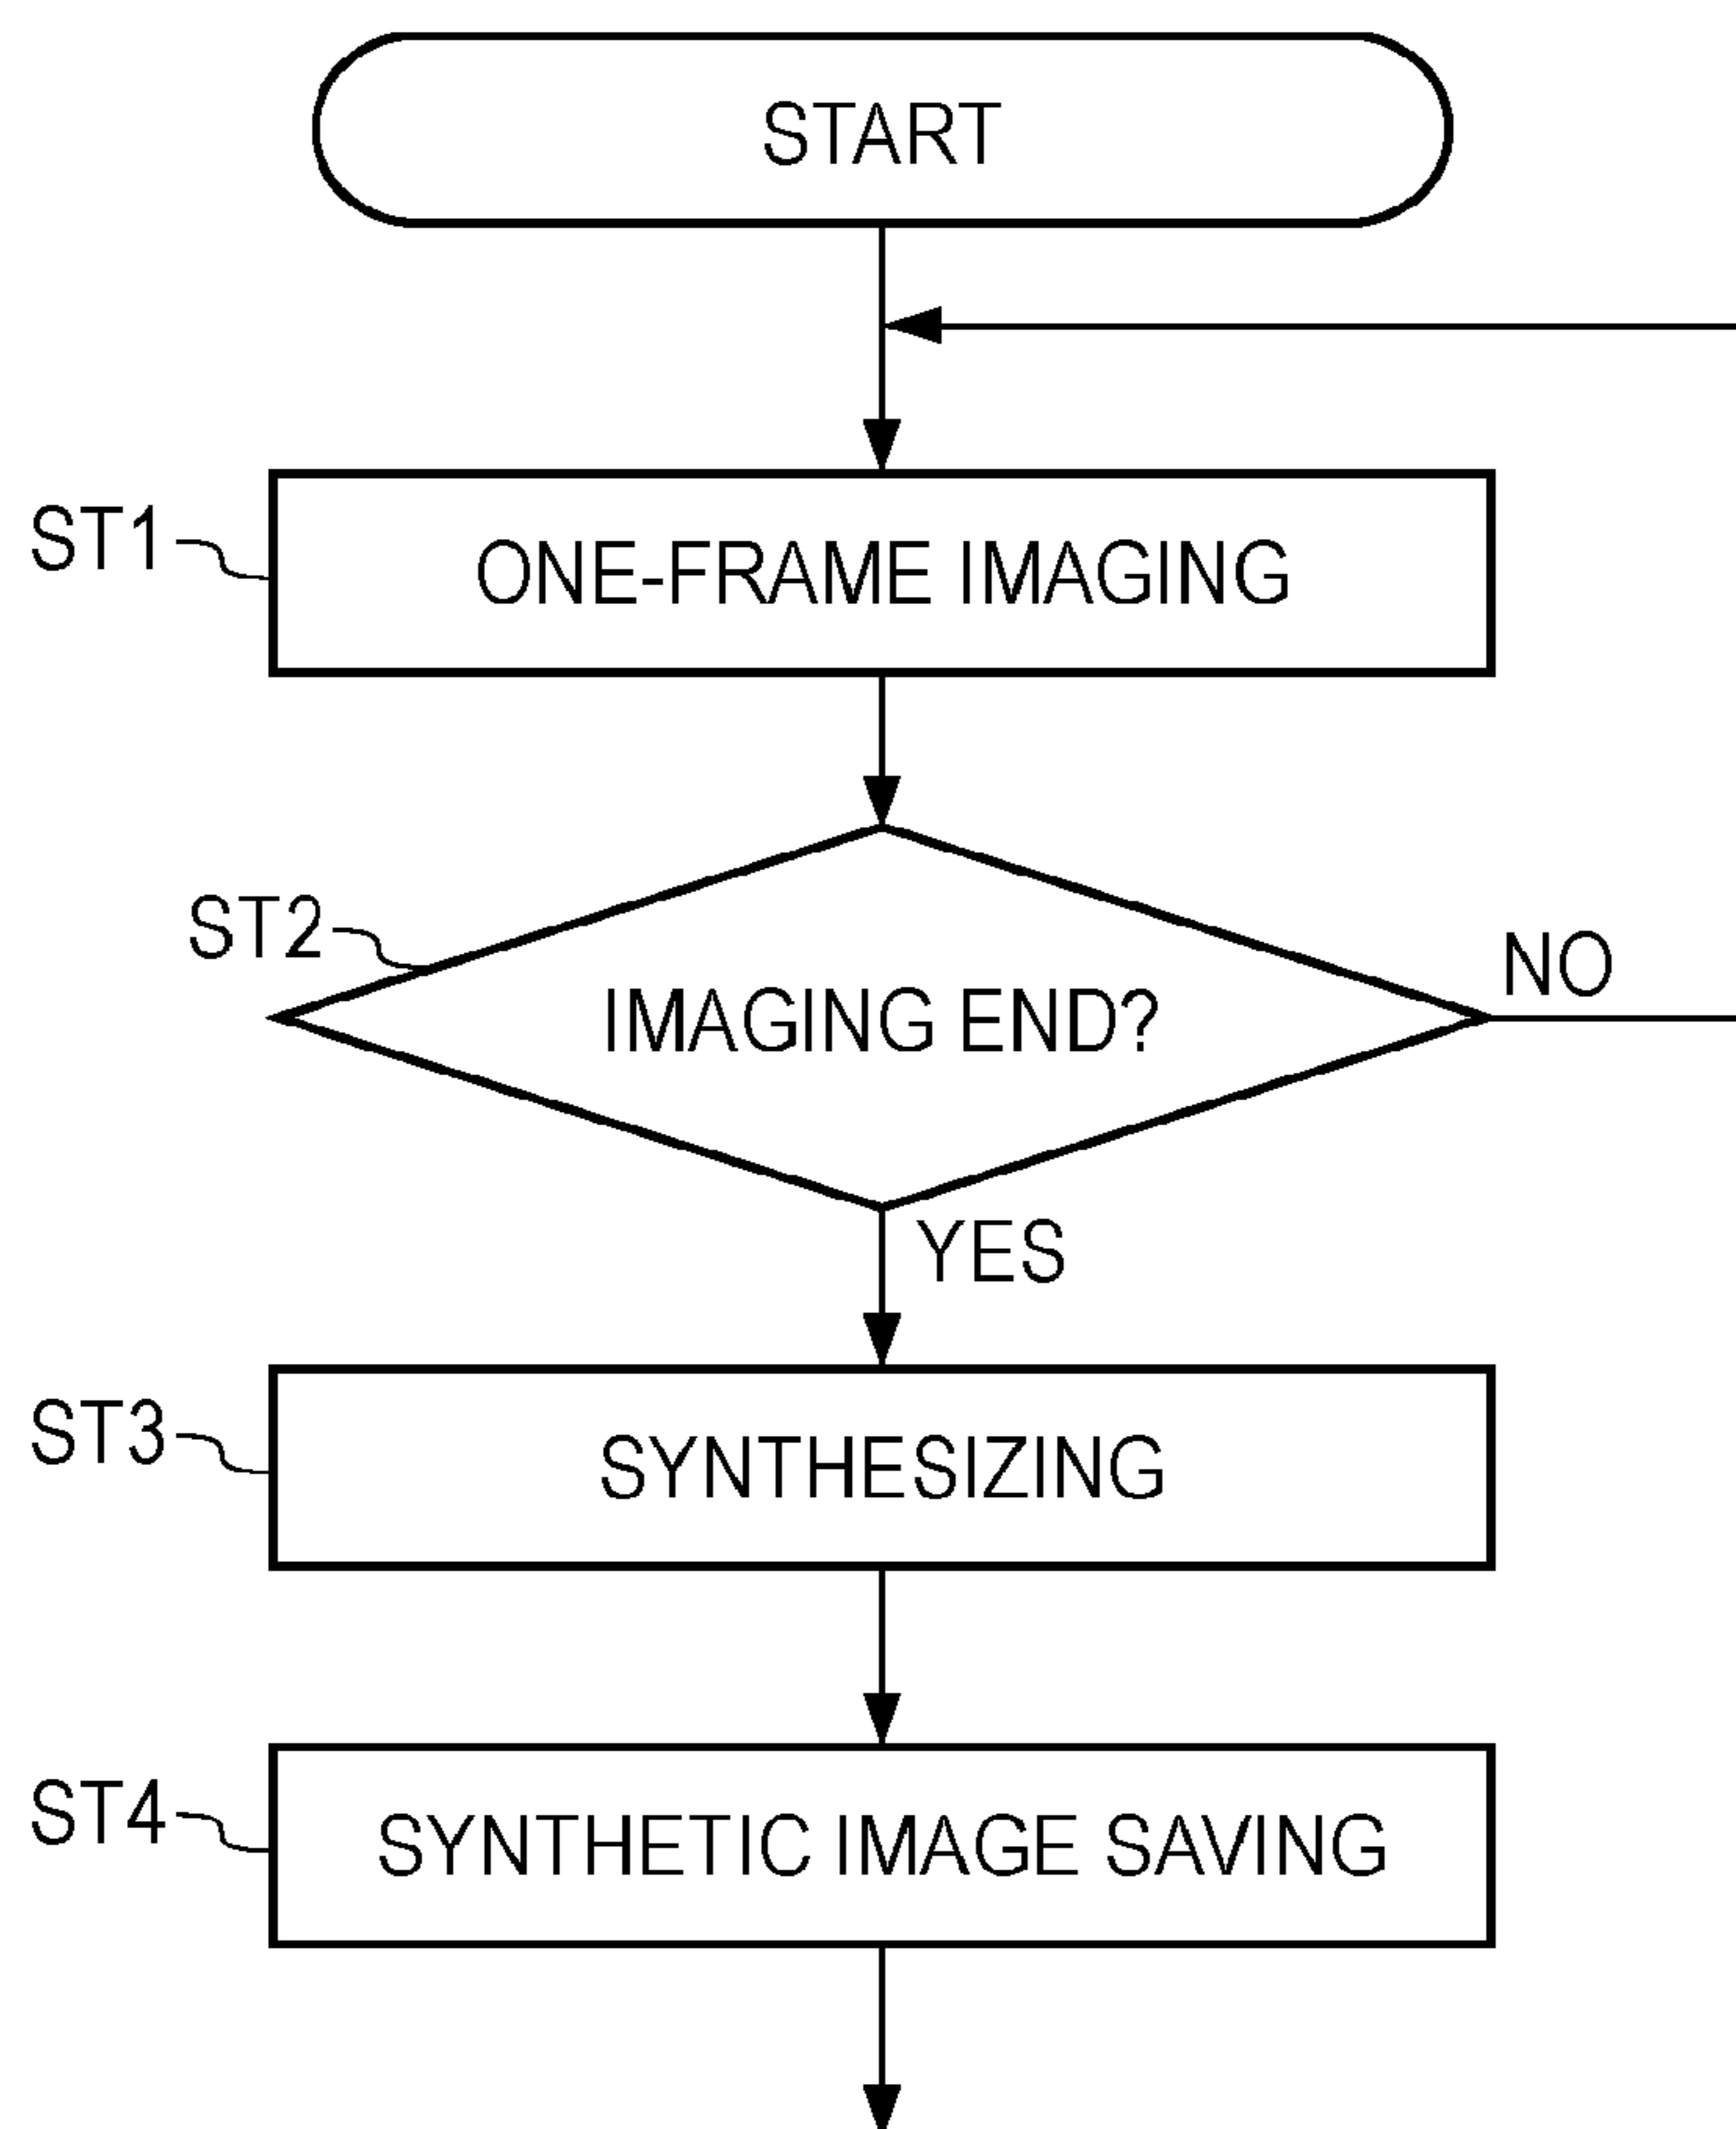 START
ST1
ONE-FRAME IMAGING
ST2
IMAGING END?
NO
YES
ST3
SYNTHESIZING
ST4
SYNTHETIC IMAGE SAVING